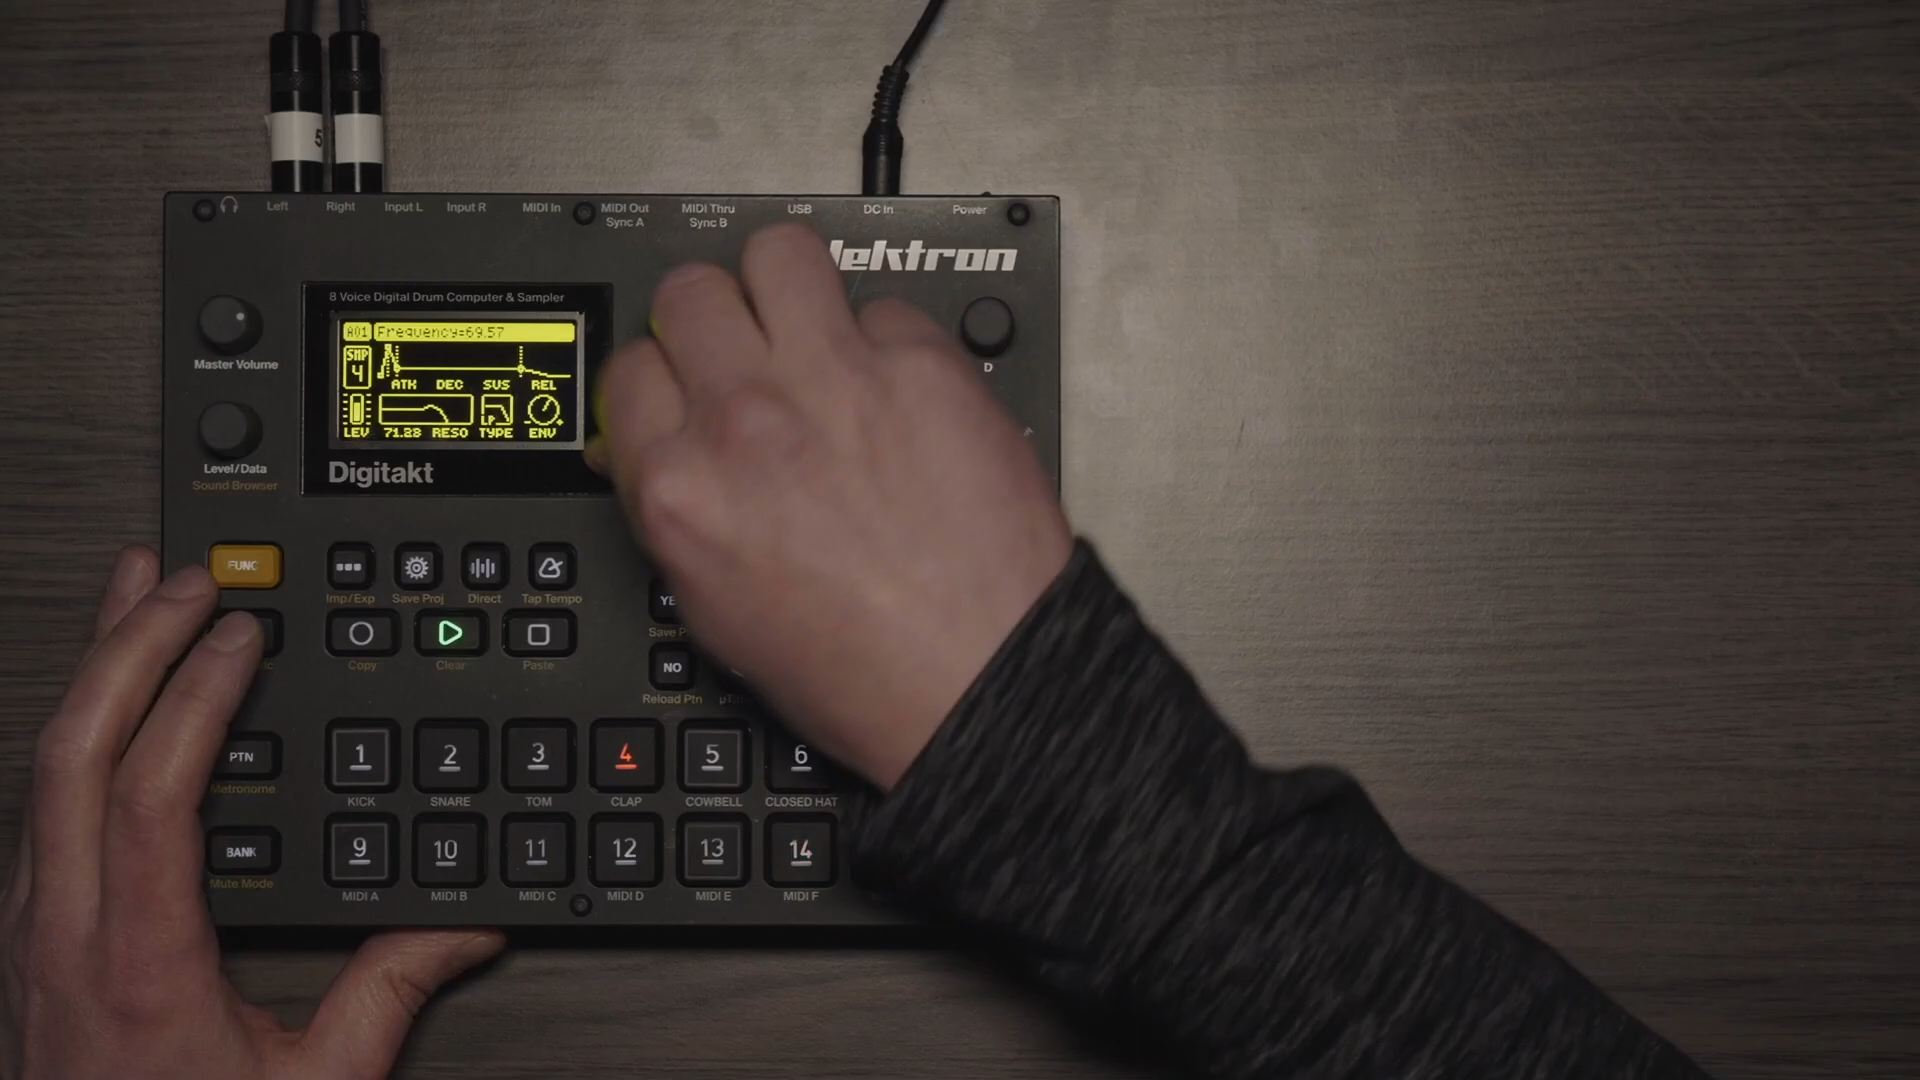 5
Left Right Input L Input R MIDI In MIDI Out MIDI Thru USB DC In Power
Sync A Sync B
lektron
8 Voice Digital Drum Computer & Sampler
A01 Frequency=69.57
SMP
4
ATK DEC SUS REL
LEV 71.28 RESO TYPE ENV
Digitakt
Master Volume
D
Level/Data
Sound Browser
FUNC
Imp/Exp Save Proj Direct Tap Tempo
YE
Save P
Copy Clear Paste
NO
Reload Ptn
PTN
Metronome
1 2 3 4 5 6
KICK SNARE TOM CLAP COWBELL CLOSED HAT
BANK
Mute Mode
9 10 11 12 13 14
MIDI A MIDI B MIDI C MIDI D MIDI E MIDI F